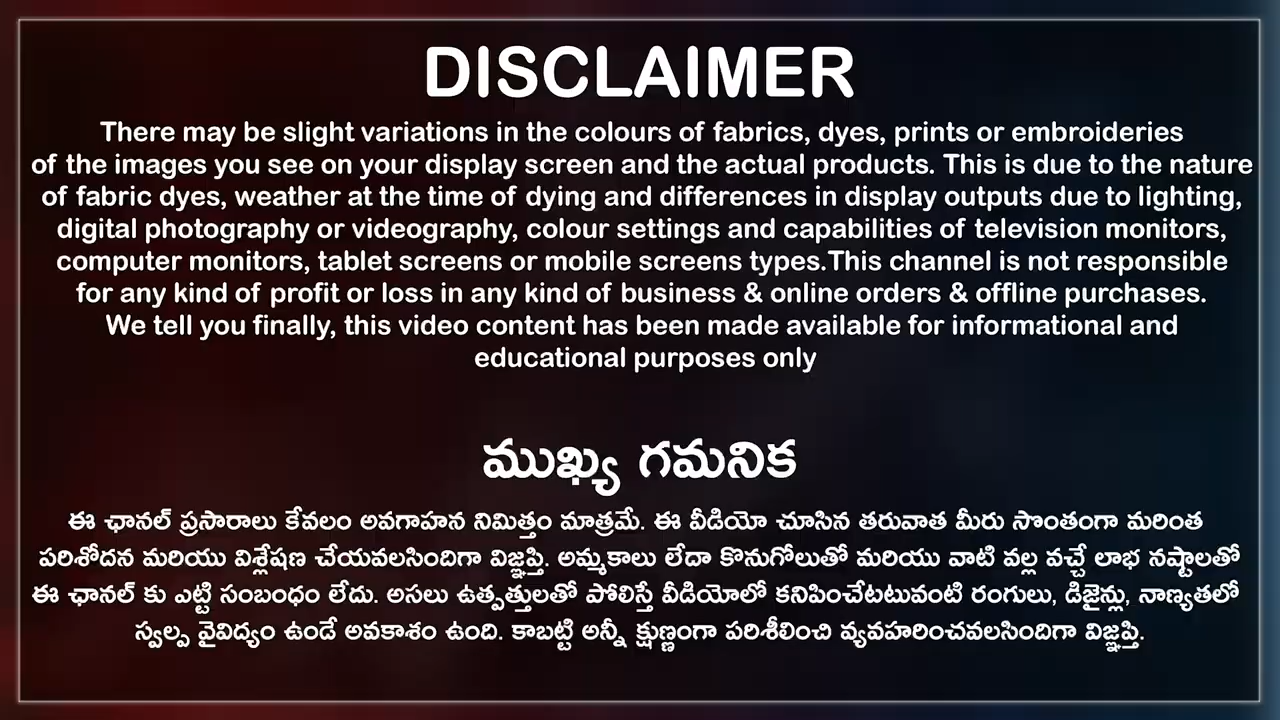 DISCLAIMER
There may be slight variations in the colours of fabrics, dyes, prints or embroideries
of the images you see on your display screen and the actual products. This is due to the nature
of fabric dyes, weather at the time of dying and differences in display outputs due to lighting,
digital photography or videography, colour settings and capabilities of television monitors,
computer monitors, tablet screens or mobile screens types.This channel is not responsible
for any kind of profit or loss in any kind of business & online orders & offline purchases.
We tell you finally, this video content has been made available for informational and
educational purposes only
ముఖ్య గమనిక
ఈ ఛానల్ ప్రసారాలు కేవలం అవగాహన నిమిత్తం మాత్రమే. ఈ వీడియో చూసిన తరువాత మీరు సొంతంగా మరింత
పరిశోదన మరియు విశ్లేషణ చేయవలసిందిగా విజ్ఞప్తి. అమ్మకాలు లేదా కొనుగోలుతో మరియు వాటి వల్ల వచ్చే లాభ నష్టాలతో
ఈ ఛానల్ కు ఎట్టి సంబంధం లేదు. అసలు ఉత్పత్తులతో పోలిస్తే వీడియోలో కనిపించేటటువంటి రంగులు, డిజైన్లు, నాణ్యతలో
స్వల్ప వైవిద్యం ఉండే అవకాశం ఉంది. కాబట్టి అన్నీ క్షుణ్ణంగా పరిశీలించి వ్యవహరించవలసిందిగా విజ్ఞప్తి.